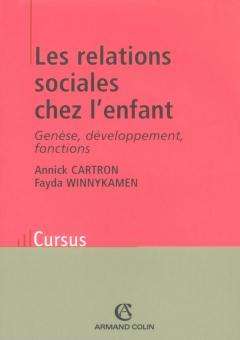 Les relations
sociales
chez l'enfant
Genèse, développement,
fonctions
Annick CARTRON
Fayda WINNYKAMEN
Cursus
ARMAND COLIN